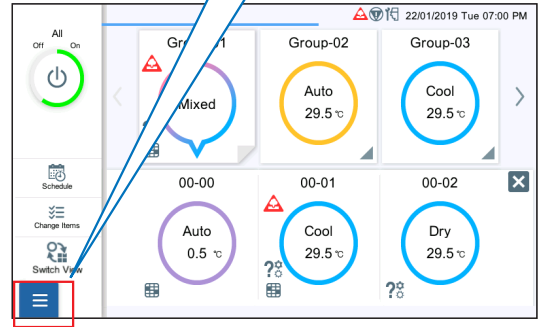 22/01/2019 Tue 07:00 PM
All
Off On
Group-02
Group-03
Mixed
Auto
29.5 ℃
Cool
29.5 ℃
Schedule
Change Items
Switch View
00-00
00-01
00-02
Auto
0.5 ℃
Cool
29.5 ℃
Dry
29.5 ℃